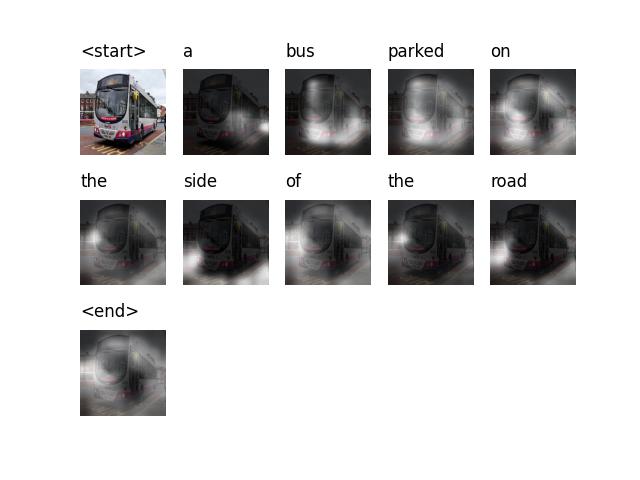 <start> a bus parked on
the side of the road
<end>